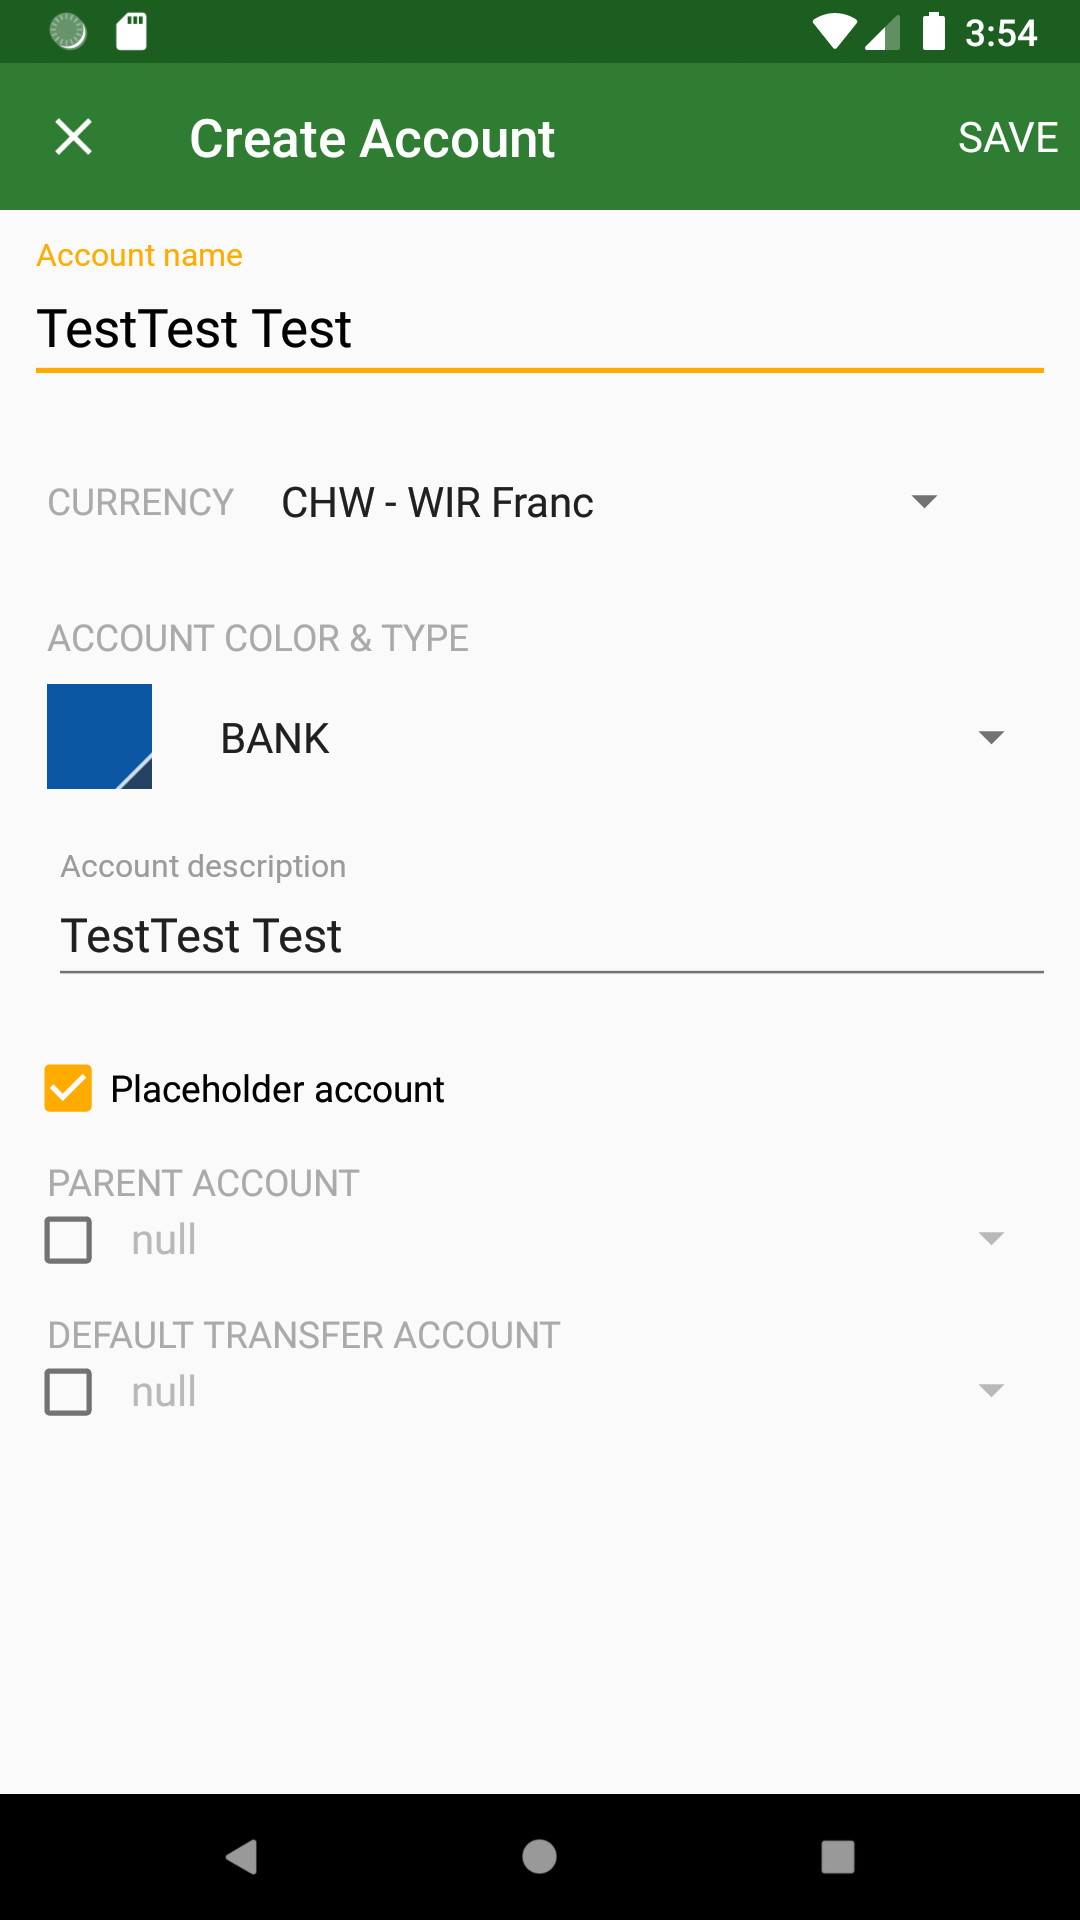 3:54
Create Account
SAVE
Account name
TestTest Test
CURRENCY
CHW - WIR Franc
ACCOUNT COLOR & TYPE
BANK
Account description
TestTest Test
Placeholder account
PARENT ACCOUNT
null
DEFAULT TRANSFER ACCOUNT
null